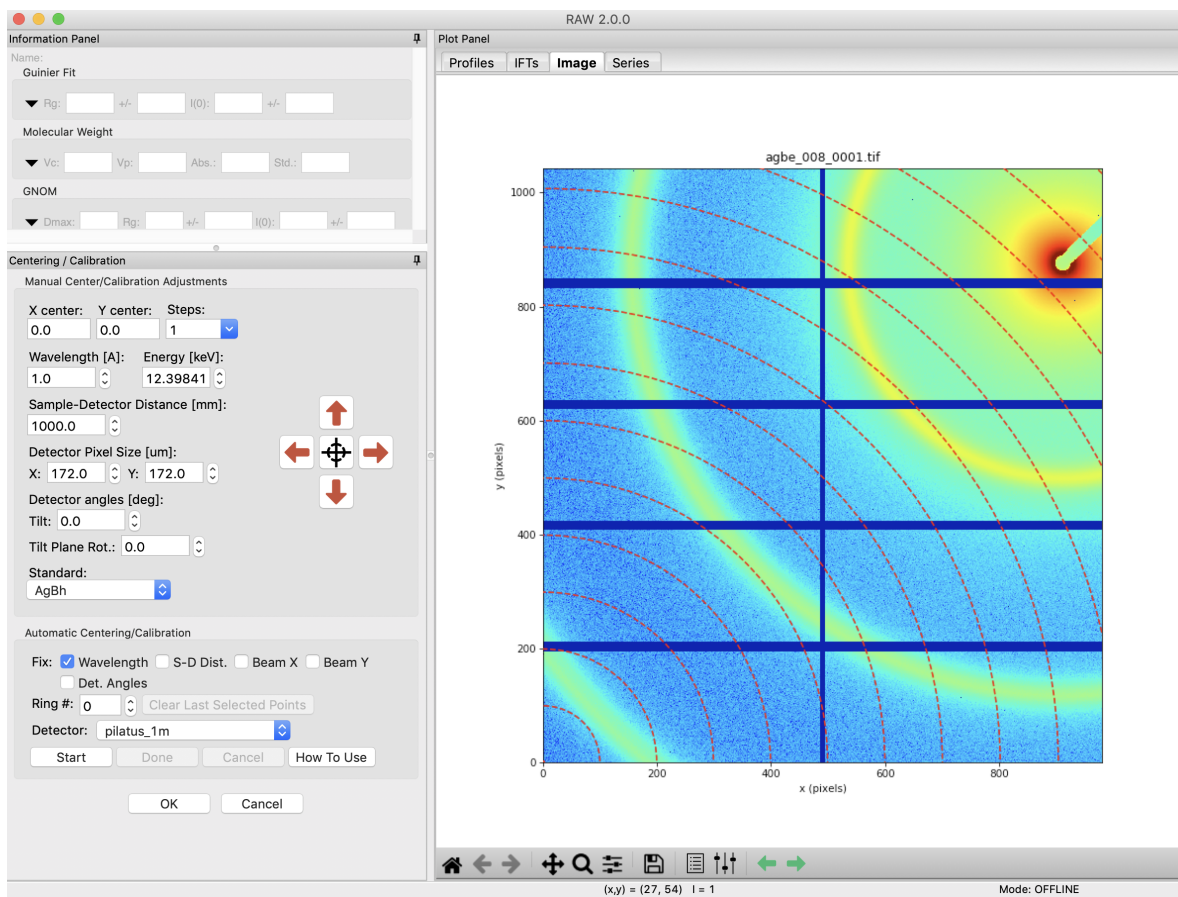 RAW 2.0.0
Information Panel
Name:
Guinier Fit
Rg: +/- I(0): +/-
Molecular Weight
Vc: Vp: Abs.: Std.:
GNOM
Dmax: Rg: +/- I(0): +/-
Centering / Calibration
Manual Center/Calibration Adjustments
X center: Y center: Steps:
0.0 0.0 1
Wavelength [A]: Energy [keV]:
1.0 12.39841
Sample-Detector Distance [mm]:
1000.0
Detector Pixel Size [um]:
X: 172.0 Y: 172.0
Detector angles [deg]:
Tilt: 0.0
Tilt Plane Rot.: 0.0
Standard:
AgBh
Automatic Centering/Calibration
Fix: Wavelength S-D Dist. Beam X Beam Y
Det. Angles
Ring #: 0 Clear Last Selected Points
Detector: pilatus_1m
Start Done Cancel How To Use
OK Cancel
Plot Panel
Profiles IFTs Image Series
agbe_008_0001.tif
1000
800
600
400
200
0
y (pixels)
0 200 400 600 800
x (pixels)
(x,y) = (27, 54) I = 1
Mode: OFFLINE